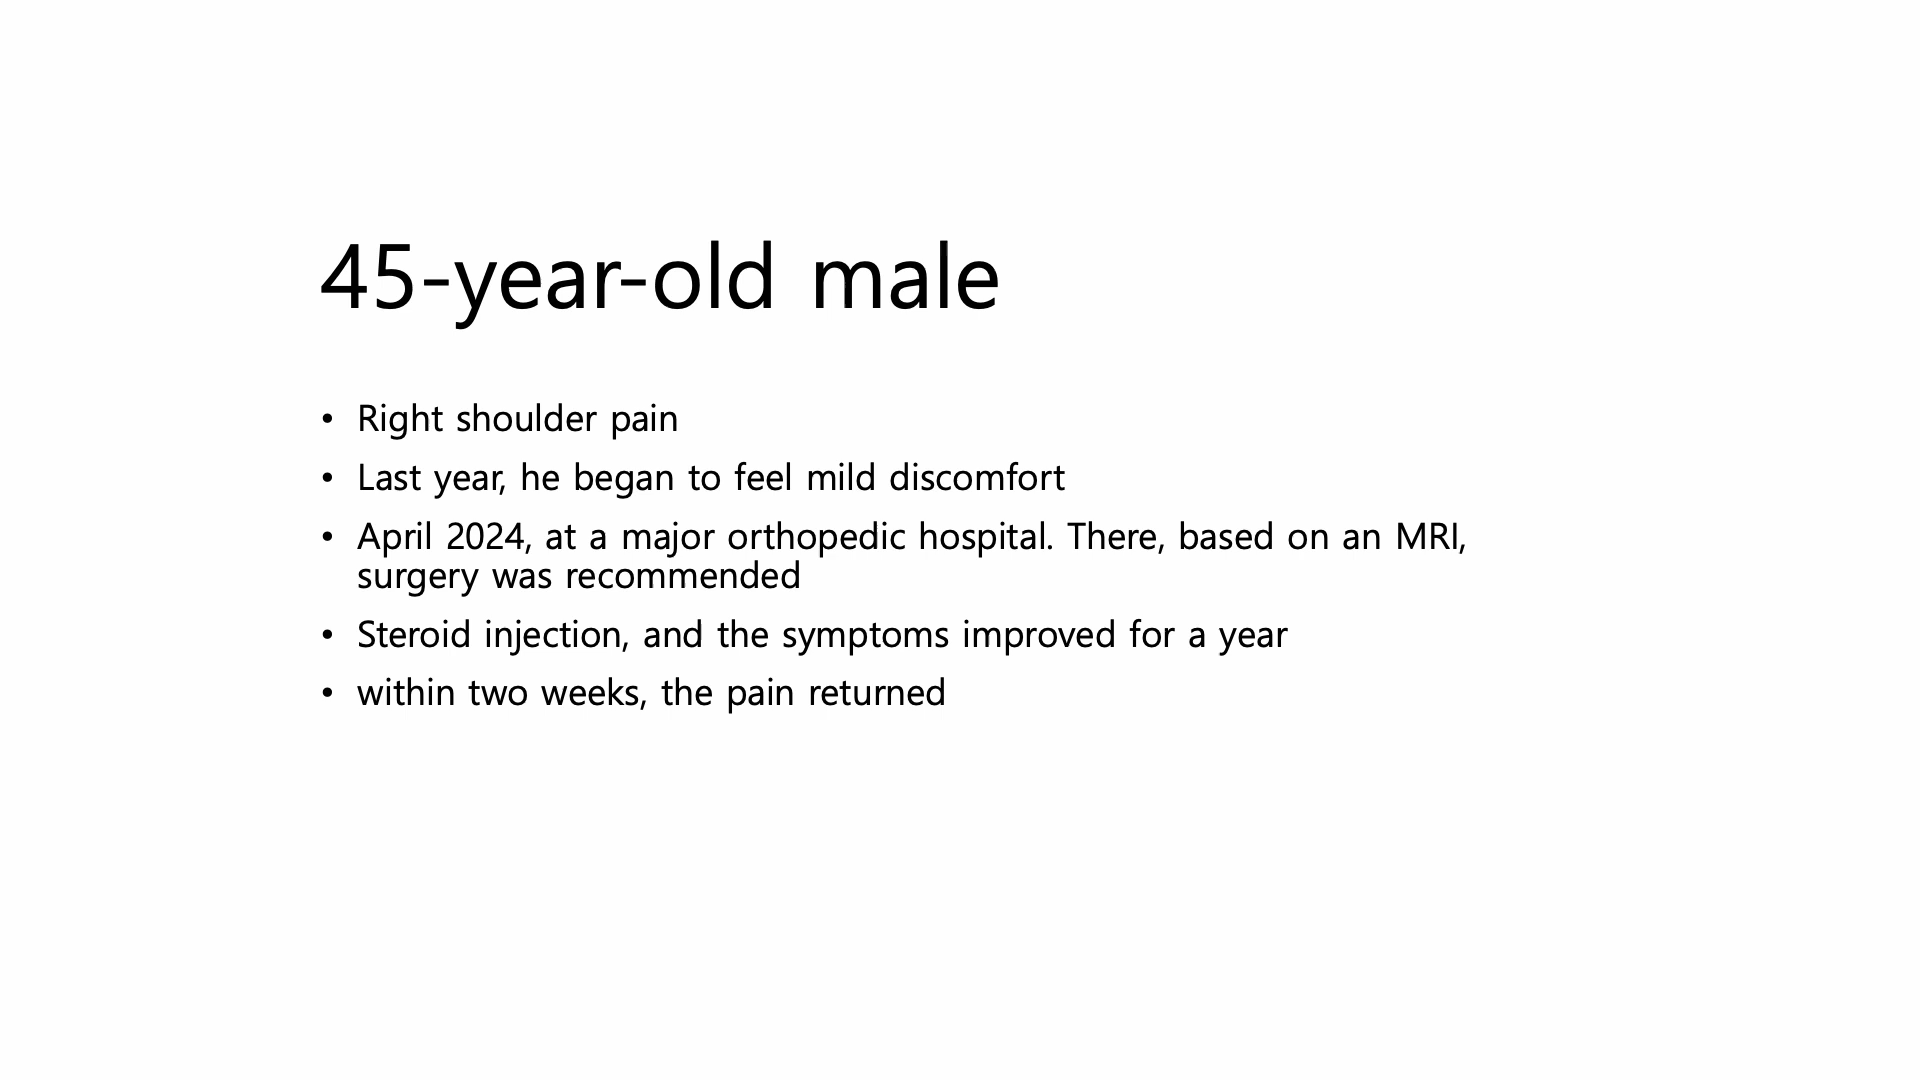 45-year-old male
• Right shoulder pain
• Last year, he began to feel mild discomfort
• April 2024, at a major orthopedic hospital. There, based on an MRI,
surgery was recommended
• Steroid injection, and the symptoms improved for a year
• within two weeks, the pain returned